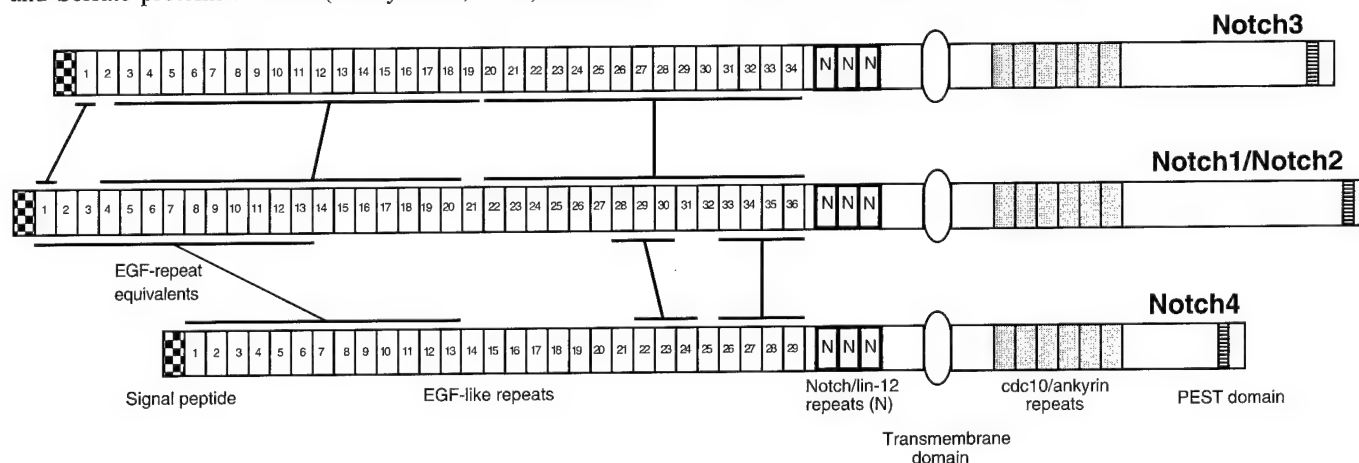 and Serrate proteins
Notch3
1 2 3 4 5 6 7 8 9 10 11 12 13 14 15 16 17 18 19 20 21 22 23 24 25 26 27 28 29 30 31 32 33 34 N N N
Notch1/Notch2
1 2 3 4 5 6 7 8 9 10 11 12 13 14 15 16 17 18 19 20 21 22 23 24 25 26 27 28 29 30 31 32 33 34 35 36 N N N
EGF-repeat
equivalents
Notch4
1 2 3 4 5 6 7 8 9 10 11 12 13 14 15 16 17 18 19 20 21 22 23 24 25 26 27 28 29 N N N
Signal peptide
EGF-like repeats
Notch/lin-12
repeats (N)
Transmembrane
domain
cdc10/ankyrin
repeats
PEST domain